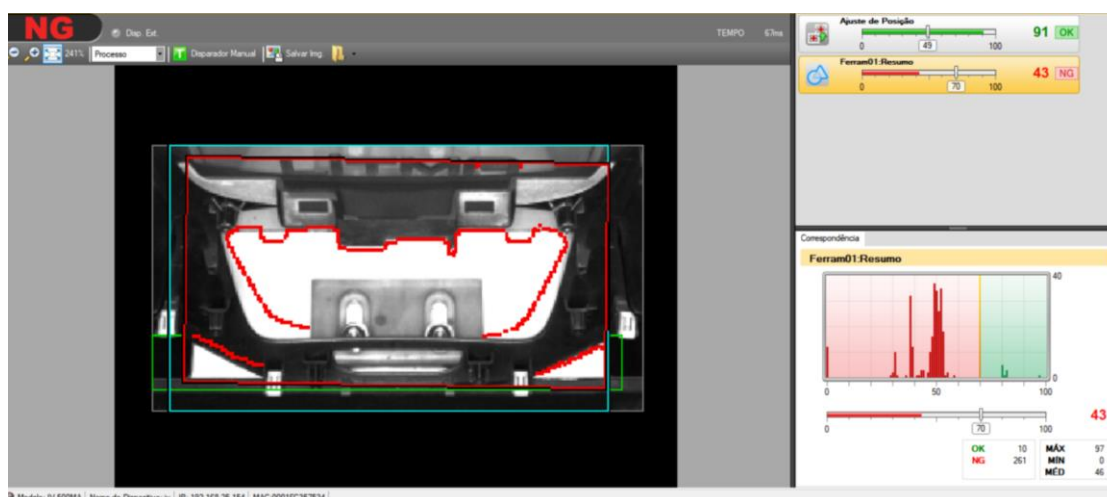 NG
Disp. Ext.
TEMPO 67ms
241% Processo Disparador Manual Salvar Img.
Ajuste de Posição
91 OK
0 49 100
Ferram01:Resumo
43 NG
0 70 100
Correspondência
Ferram01:Resumo
40
0
0 50 100
43
0 70 100
OK 10 MÁX 97
NG 261 MÍN 0
MÉD 46